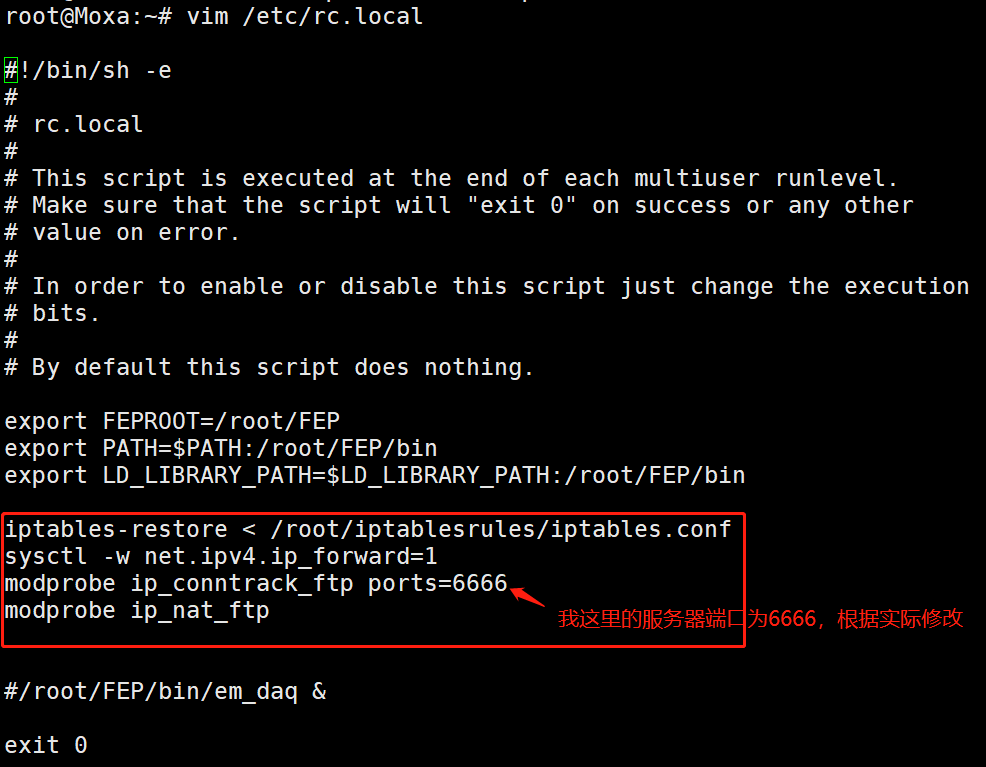 root@Moxa:~# vim /etc/rc.local
#!/bin/sh -e
#
# rc.local
#
# This script is executed at the end of each multiuser runlevel.
# Make sure that the script will "exit 0" on success or any other
# value on error.
#
# In order to enable or disable this script just change the execution
# bits.
#
# By default this script does nothing.
export FEPROOT=/root/FEP
export PATH=$PATH:/root/FEP/bin
export LD_LIBRARY_PATH=$LD_LIBRARY_PATH:/root/FEP/bin
iptables-restore < /root/iptablesrules/iptables.conf
sysctl -w net.ipv4.ip_forward=1
modprobe ip_conntrack_ftp ports=6666
modprobe ip_nat_ftp
我这里的服务器端口为6666，根据实际修改
#/root/FEP/bin/em_daq &
exit 0